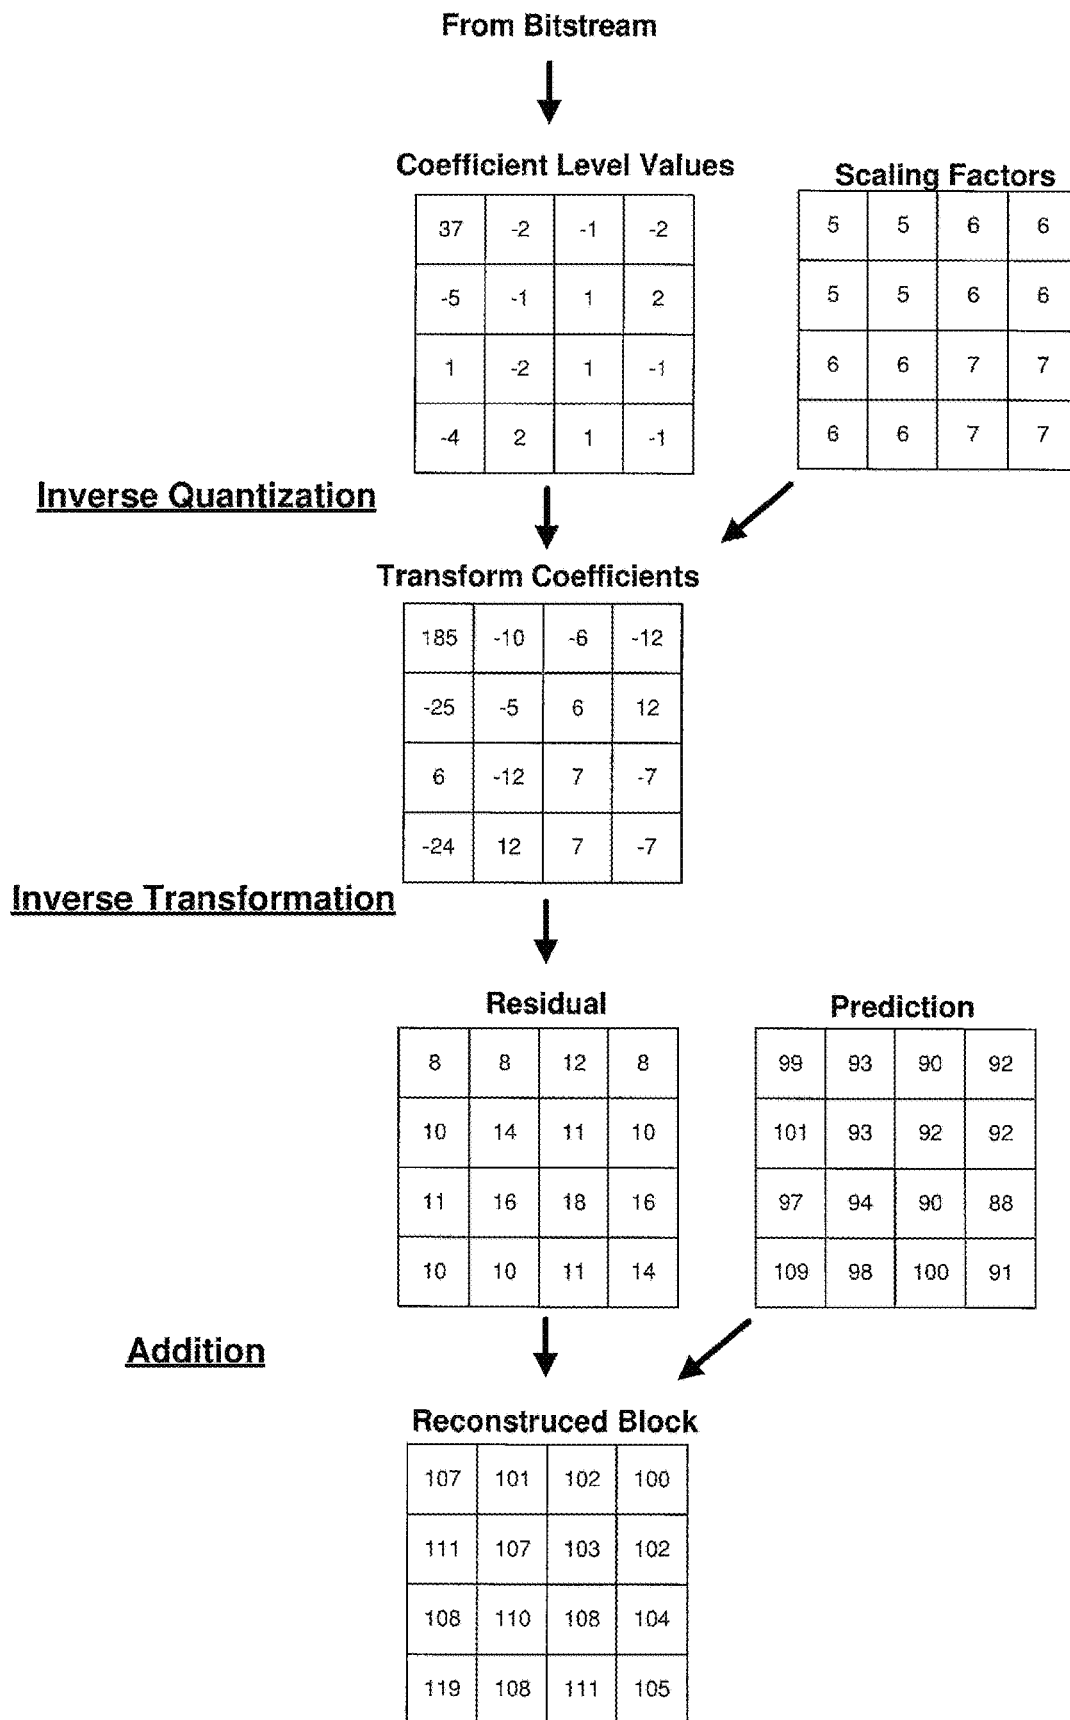 From Bitstream
Coefficient Level Values
Scaling Factors
37 -2 -1 -2
-5 -1 1 2
1 -2 1 -1
-4 2 1 -1
5 5 6 6
5 5 6 6
6 6 7 7
6 6 7 7
Inverse Quantization
Transform Coefficients
185 -10 -6 -12
-25 -5 6 12
6 -12 7 -7
-24 12 7 -7
Inverse Transformation
Residual
Prediction
8 8 12 8
10 14 11 10
11 16 18 16
10 10 11 14
99 93 90 92
101 93 92 92
97 94 90 88
109 98 100 91
Addition
Reconstruced Block
107 101 102 100
111 107 103 102
108 110 108 104
119 108 111 105